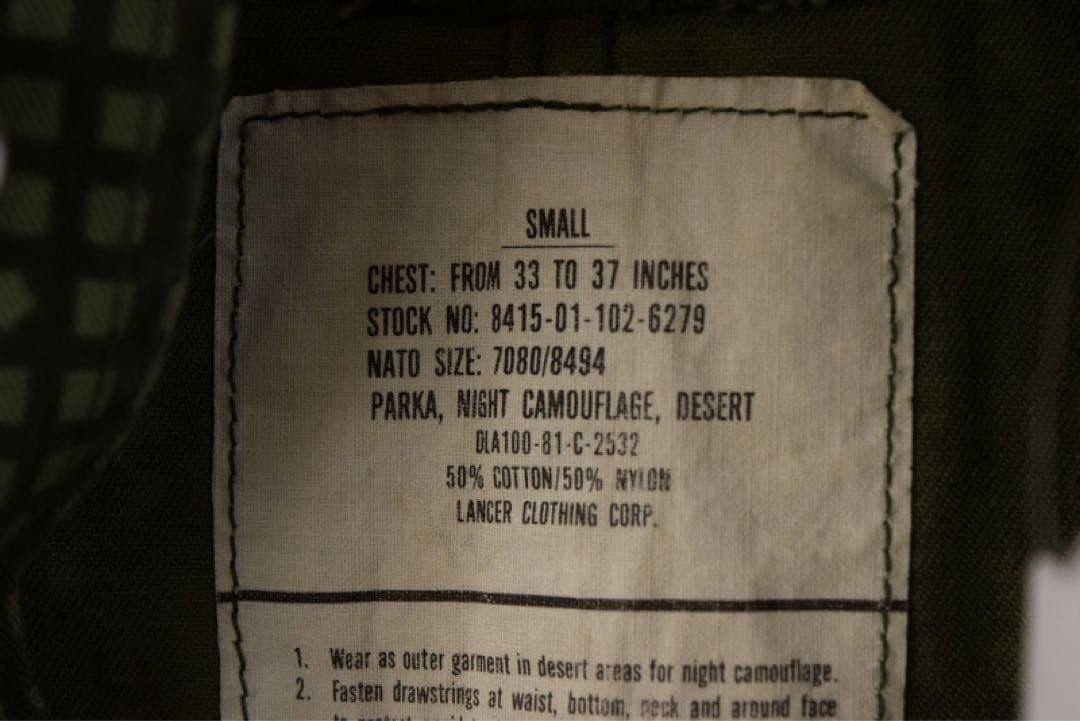 SMALL
CHEST: FROM 33 TO 37 INCHES
STOCK NO: 8415-01-102-6279
NATO SIZE: 7080/8494
PARKA, NIGHT CAMOUFLAGE, DESERT
DLA100-81-C-2532
50% COTTON/50% NYLON
LANCER CLOTHING CORP.
1. Wear as outer garment in desert areas for night camouflage.
2. Fasten drawstrings at waist, bottom, neck and around face